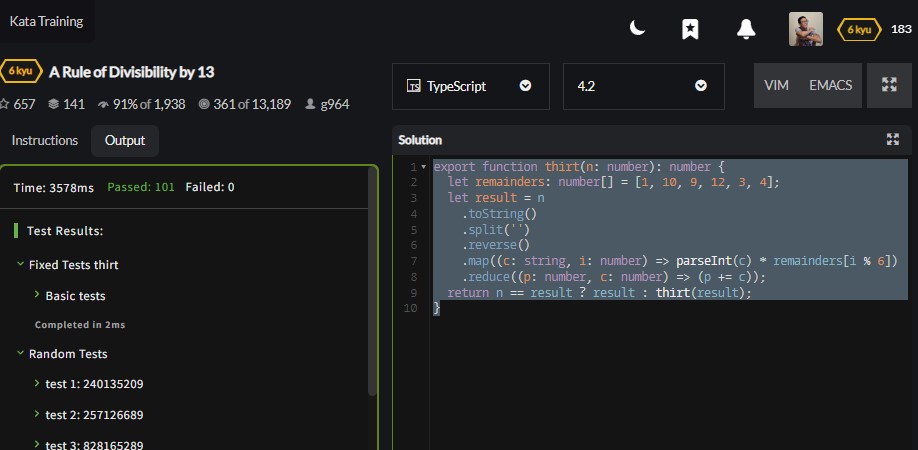 Kata Training
6 kyu 183
6 kyu A Rule of Divisibility by 13
657 141 91% of 1,938 361 of 13,189 g964
TS TypeScript 4.2 VIM EMACS
Instructions Output
Solution
Time: 3578ms Passed: 101 Failed: 0
Test Results:
Fixed Tests thirt
Basic tests
Completed in 2ms
Random Tests
test 1: 240135209
test 2: 257126689
test 3: 828165289
1 export function thirt(n: number): number {
2 let remainders: number[] = [1, 10, 9, 12, 3, 4];
3 let result = n
4 .toString()
5 .split('')
6 .reverse()
7 .map((c: string, i: number) => parseInt(c) * remainders[i % 6])
8 .reduce((p: number, c: number) => (p += c));
9 return n == result ? result : thirt(result);
10 }